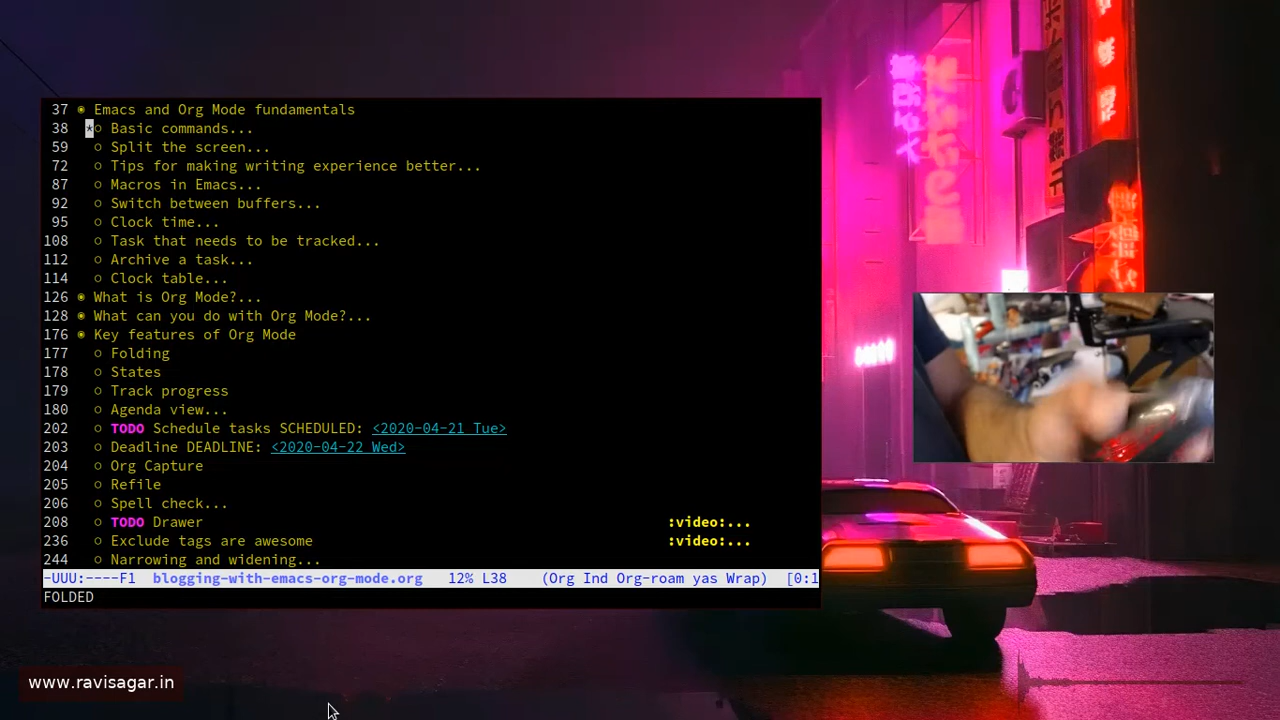 37 ◉ Emacs and Org Mode fundamentals
38 *○ Basic commands...
59 ○ Split the screen...
72 ○ Tips for making writing experience better...
87 ○ Macros in Emacs...
92 ○ Switch between buffers...
95 ○ Clock time...
108 ○ Task that needs to be tracked...
112 ○ Archive a task...
114 ○ Clock table...
126 ◉ What is Org Mode?...
128 ◉ What can you do with Org Mode?...
176 ◉ Key features of Org Mode
177 ○ Folding
178 ○ States
179 ○ Track progress
180 ○ Agenda view...
202 ○ TODO Schedule tasks SCHEDULED: <2020-04-21 Tue>
203 ○ Deadline DEADLINE: <2020-04-22 Wed>
204 ○ Org Capture
205 ○ Refile
206 ○ Spell check...
208 ○ TODO Drawer :video:...
236 ○ Exclude tags are awesome :video:...
244 ○ Narrowing and widening...
-UUU:----F1 blogging-with-emacs-org-mode.org 12% L38 (Org Ind Org-roam yas Wrap) [0:1
FOLDED
www.ravisagar.in